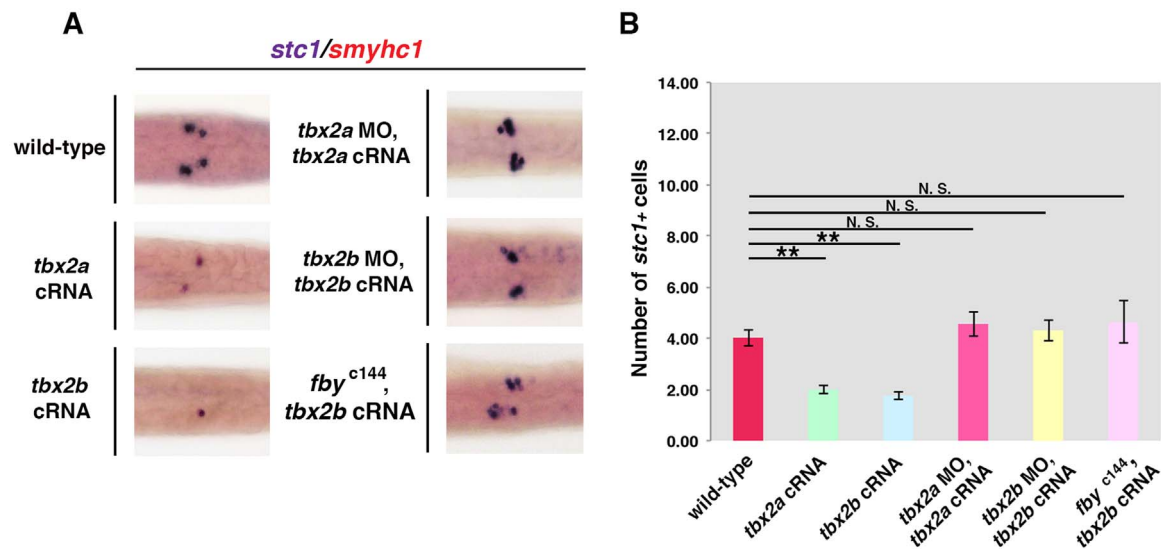 A
stc1/smyhc1
wild-type
tbx2a MO,
tbx2a cRNA
tbx2a
cRNA
tbx2b MO,
tbx2b cRNA
tbx2b
cRNA
fby c144,
tbx2b cRNA
B
Number of stc1+ cells
14.00
12.00
10.00
8.00
6.00
4.00
2.00
0.00
N. S.
N. S.
N. S.
**
**
wild-type
tbx2a cRNA
tbx2b cRNA
tbx2a MO,
tbx2a cRNA
tbx2b MO,
tbx2b cRNA
fby c144,
tbx2b cRNA